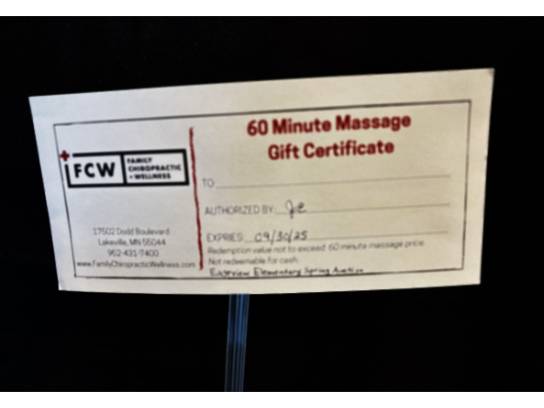 FCW
FAMILY
CHIROPRACTIC
+ WELLNESS
17502 Dodd Boulevard
Lakeville, MN 55044
952-431-7400
www.FamilyChiropracticWellness.com
60 Minute Massage
Gift Certificate
TO
AUTHORIZED BY: JC
EXPIRES 09/30/25
Redemption value not to exceed 60 minute massage price.
Not redeemable for cash.
Eastview Elementary Spring Auction